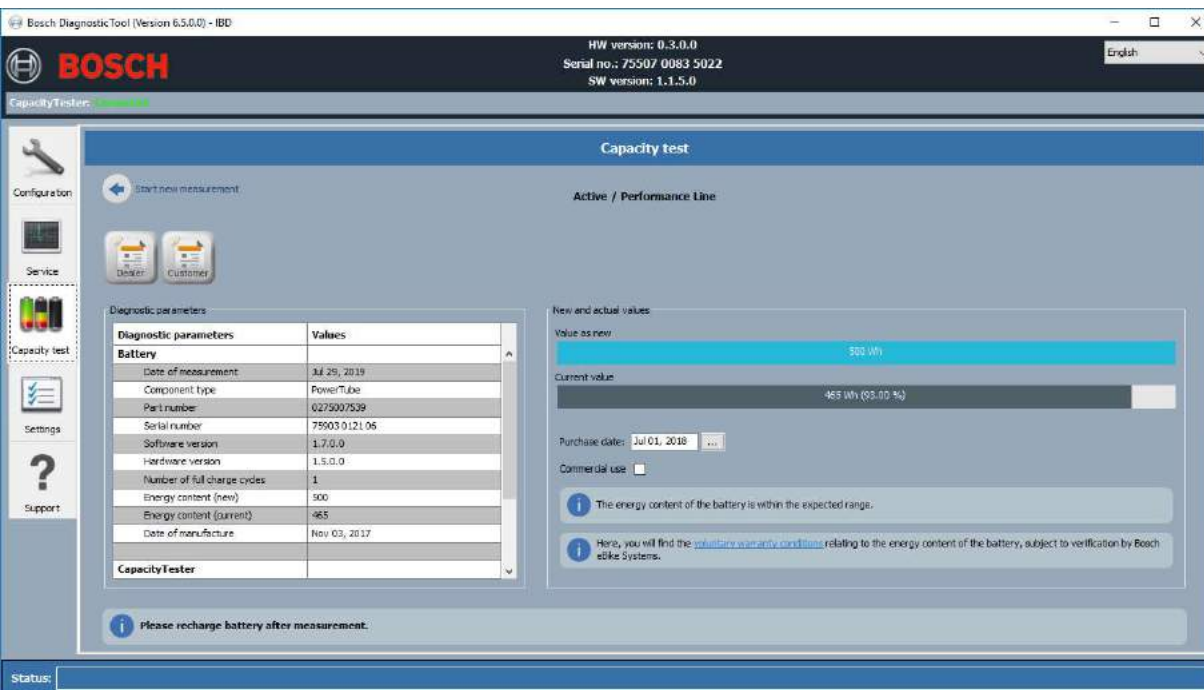 Bosch DiagnosticTool (Version 6.5.0.0) - IBD
BOSCH
HW version: 0.3.0.0
Serial no.: 75507 0083 5022
SW version: 1.1.5.0
English
CapacityTester: Connected
Capacity test
Configuration
Start new measurement
Active / Performance Line
Service
Dealer
Customer
Capacity test
Settings
Support
Diagnostic parameters
Diagnostic parameters Values
Battery
Date of measurement Jul 29, 2019
Component type PowerTube
Part number 0275007539
Serial number 75903 0121 06
Software version 1.7.0.0
Hardware version 1.5.0.0
Number of full charge cycles 1
Energy content (new) 500
Energy content (current) 465
Date of manufacture Nov 03, 2017
CapacityTester
New and actual values
Value as new
500 Wh
Current value
465 Wh (93.00 %)
Purchase date: Jul 01, 2018 ...
Commercial use
The energy content of the battery is within the expected range.
Here, you will find the voluntary warranty conditions relating to the energy content of the battery, subject to verification by Bosch
eBike Systems.
Please recharge battery after measurement.
Status: